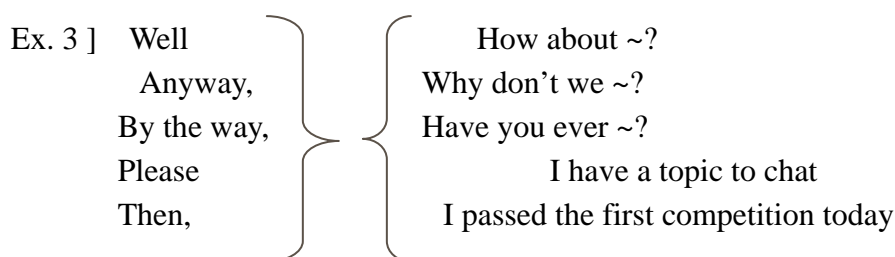 Ex. 3 ] Well How about ~?
Anyway, Why don’t we ~?
By the way, Have you ever ~?
Please I have a topic to chat
Then, I passed the first competition today